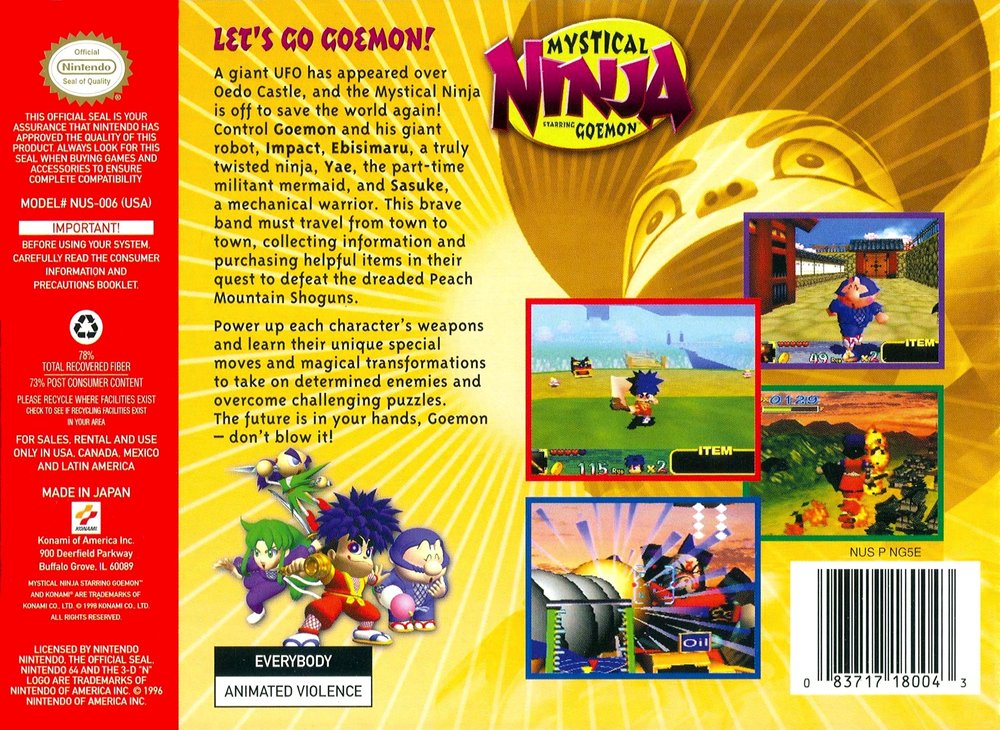 Official
Nintendo
Seal of Quality
®
THIS OFFICIAL SEAL IS YOUR
ASSURANCE THAT NINTENDO HAS
APPROVED THE QUALITY OF THIS
PRODUCT. ALWAYS LOOK FOR THIS
SEAL WHEN BUYING GAMES AND
ACCESSORIES TO ENSURE
COMPLETE COMPATIBILITY
MODEL# NUS-006 (USA)
IMPORTANT!
BEFORE USING YOUR SYSTEM,
CAREFULLY READ THE CONSUMER
INFORMATION AND
PRECAUTIONS BOOKLET.
78%
TOTAL RECOVERED FIBER
73% POST CONSUMER CONTENT
PLEASE RECYCLE WHERE FACILITIES EXIST
CHECK TO SEE IF RECYCLING FACILITIES EXIST
IN YOUR AREA
FOR SALES, RENTAL AND USE
ONLY IN USA, CANADA, MEXICO
AND LATIN AMERICA
MADE IN JAPAN
KONAMI
Konami of America Inc.
900 Deerfield Parkway
Buffalo Grove, IL 60089
MYSTICAL NINJA STARRING GOEMON™
AND KONAMI® ARE TRADEMARKS OF
KONAMI CO., LTD. © 1998 KONAMI CO., LTD.
ALL RIGHTS RESERVED.
LICENSED BY NINTENDO
NINTENDO, THE OFFICIAL SEAL,
NINTENDO 64 AND THE 3-D "N"
LOGO ARE TRADEMARKS OF
NINTENDO OF AMERICA INC. © 1996
NINTENDO OF AMERICA INC.
LET'S GO GOEMON!
A giant UFO has appeared over
Oedo Castle, and the Mystical Ninja
is off to save the world again!
Control Goemon and his giant
robot, Impact, Ebisimaru, a truly
twisted ninja, Yae, the part-time
militant mermaid, and Sasuke,
a mechanical warrior. This brave
band must travel from town to
town, collecting information and
purchasing helpful items in their
quest to defeat the dreaded Peach
Mountain Shoguns.
Power up each character's weapons
and learn their unique special
moves and magical transformations
to take on determined enemies and
overcome challenging puzzles.
The future is in your hands, Goemon
– don't blow it!
EVERYBODY
ANIMATED VIOLENCE
MYSTICAL
NINJA
STARRING GOEMON
49 Ryo x2
ITEM
115 Ryo x2
ITEM
0129
Oil
NUS P NG5E
0 83717 18004 3